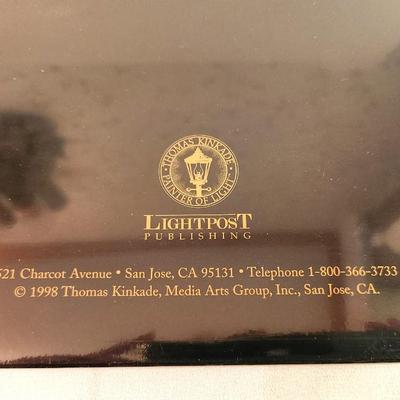 THOMAS KINKADE
PAINTER OF LIGHT
LIGHTPOST
PUBLISHING
521 Charcot Avenue • San Jose, CA 95131 • Telephone 1-800-366-3733
© 1998 Thomas Kinkade, Media Arts Group, Inc., San Jose, CA.